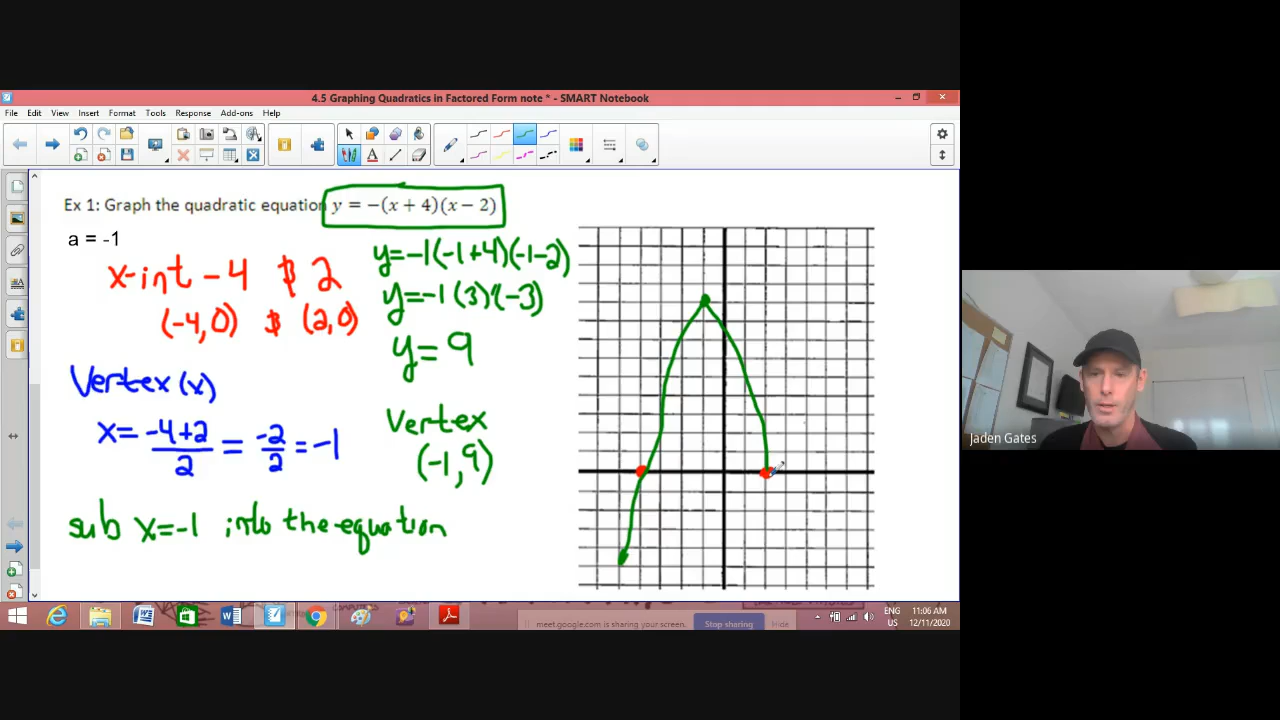 4.5 Graphing Quadratics in Factored Form note * - SMART Notebook
File Edit View Insert Format Tools Response Add-ons Help
Ex 1: Graph the quadratic equation y = −(x + 4)(x − 2)
a = -1
x-int -4 & 2
(-4,0) & (2,0)
Vertex (x)
x= -4+2/2 = -2/2 = -1
sub x=-1 into the equation
y=-1(-1+4)(-1-2)
y=-1(3)(-3)
y= 9
Vertex
(-1,9)
Jaden Gates
meet.google.com is sharing your screen.
Stop sharing
Hide
ENG
US
11:06 AM
12/11/2020